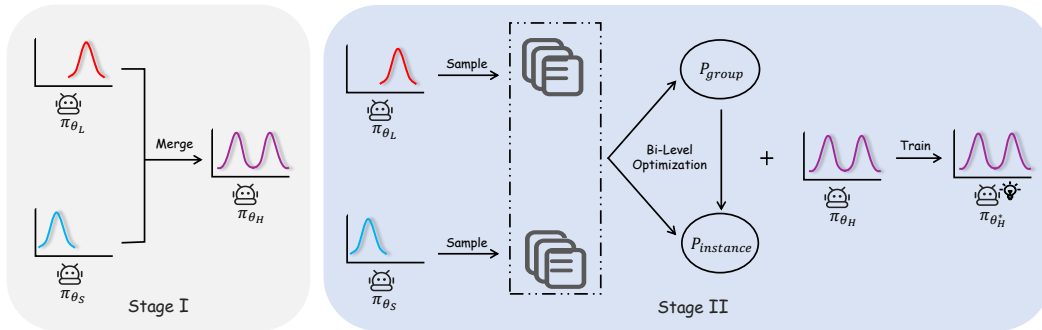 π_{θ_L}
Merge
π_{θ_H}
π_{θ_S}
Stage I
π_{θ_L}
Sample
P_{group}
Bi-Level
Optimization
+
π_{θ_H}
Train
π_{θ_H^*}
Sample
P_{instance}
π_{θ_S}
Stage II